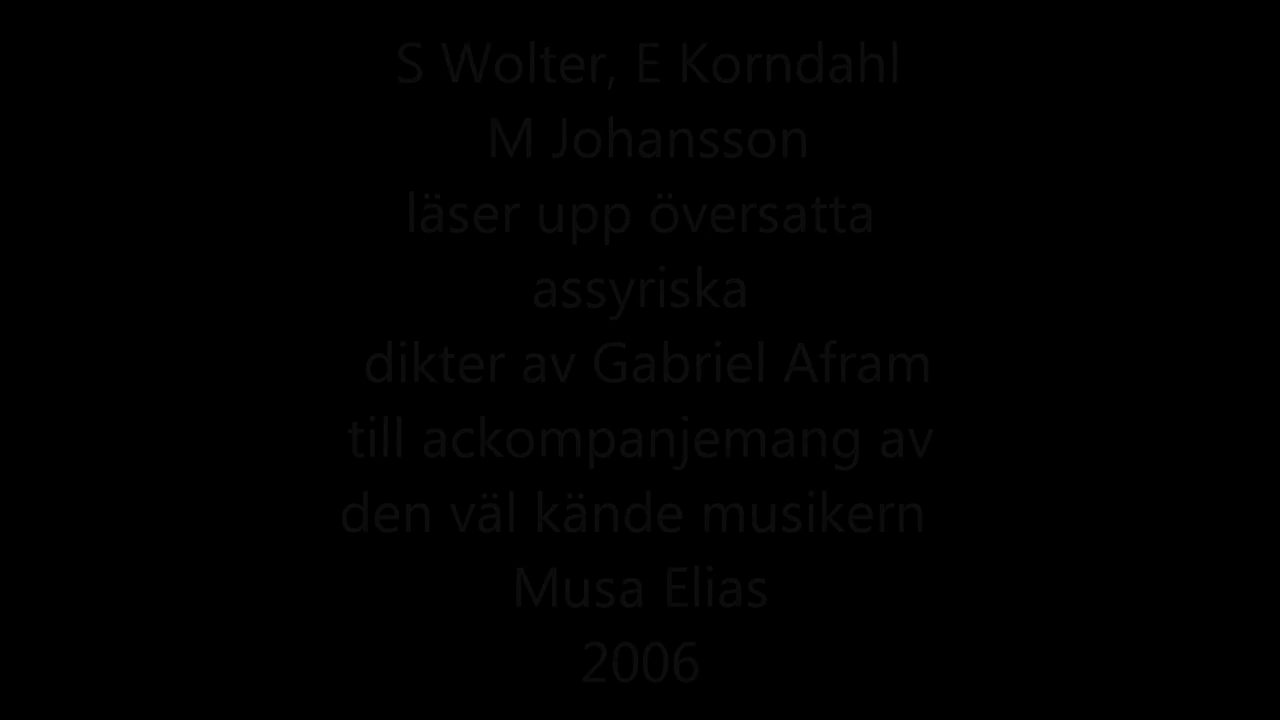 S Wolter, E Korndahl
M Johansson
läser upp översatta
assyriska
dikter av Gabriel Afram
till ackompanjemang av
den väl kände musikern
Musa Elias
2006